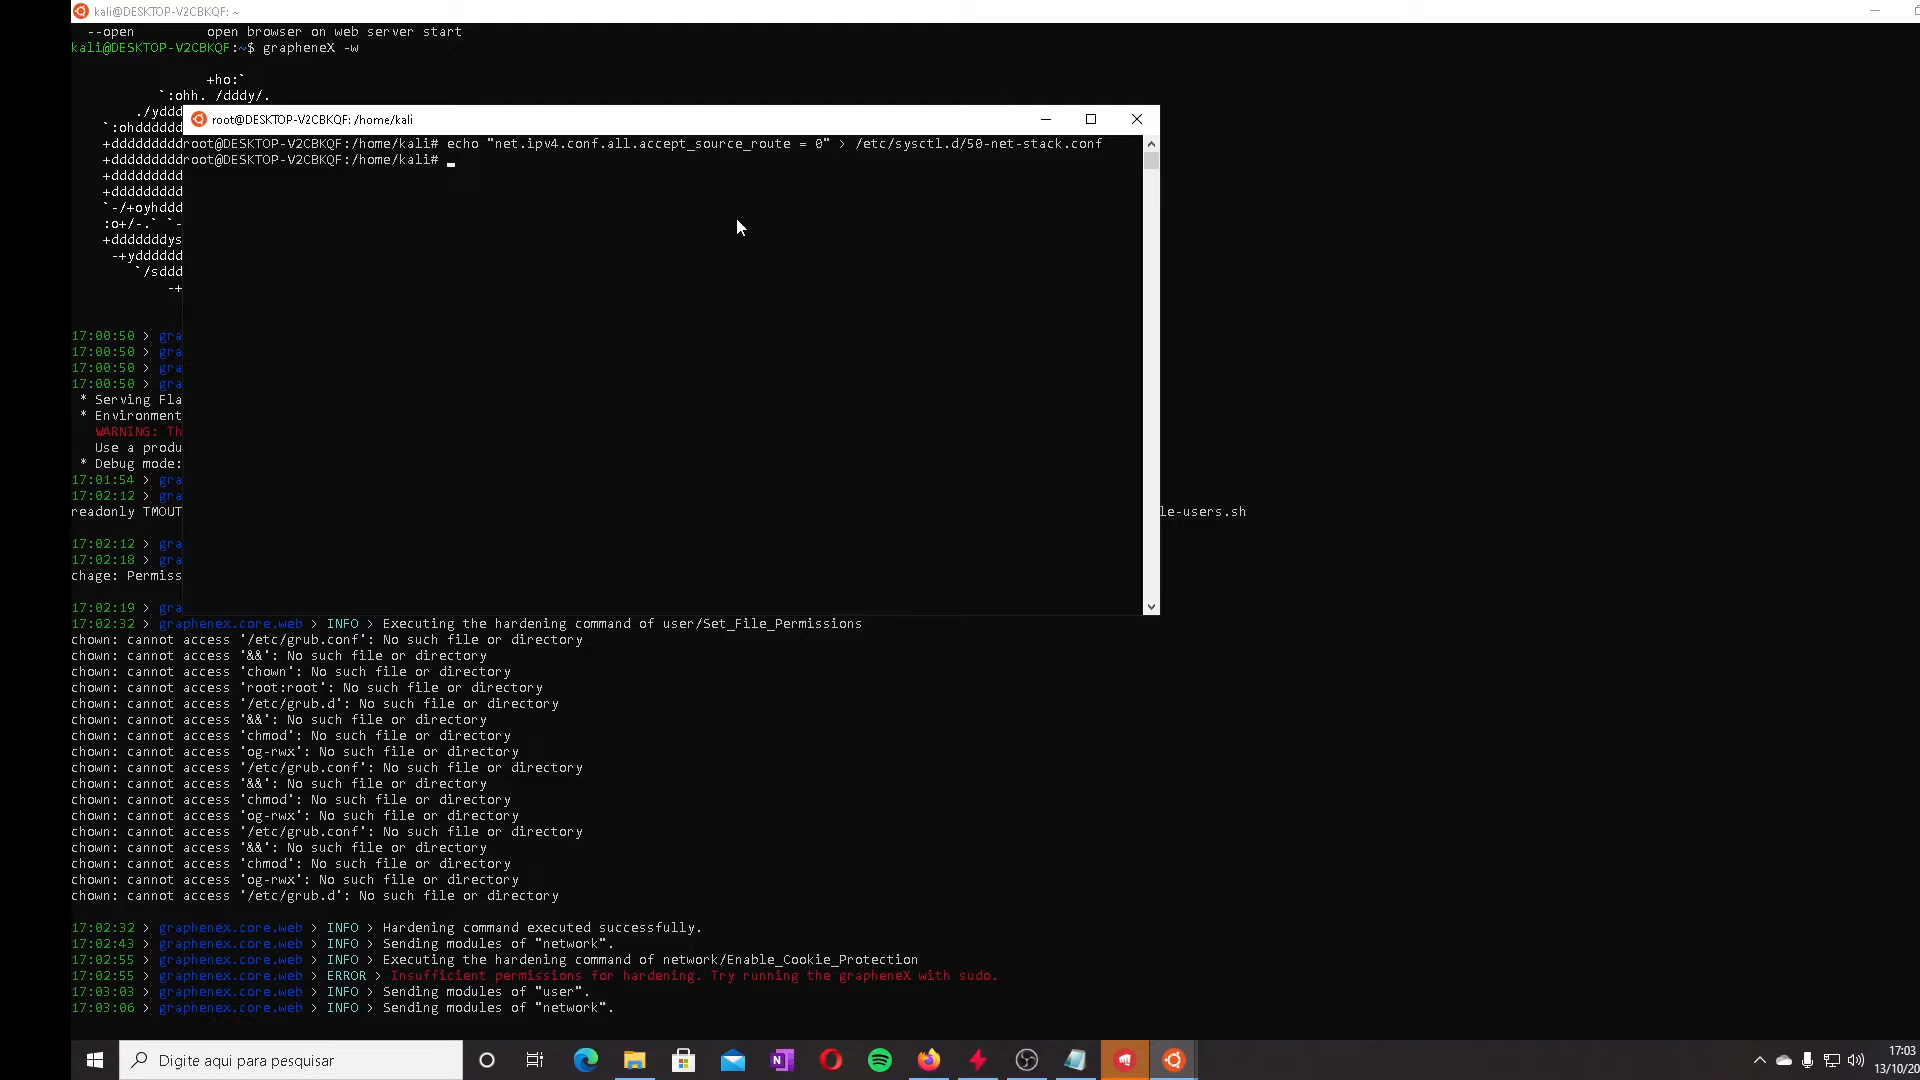 kali@DESKTOP-V2CBKQF: ~
--open         open browser on web server start
kali@DESKTOP-V2CBKQF:~$ grapheneX -w
+ho:`
`:ohh. /dddy/.
./yddd
`:ohdddddd
+ddddddddd
+ddddddddd
+ddddddddd
+ddddddddd
`-/+oyhddd
:o+/-.` `-
+dddddddys
-+ydddddd
`/sddd
-+
root@DESKTOP-V2CBKQF: /home/kali
root@DESKTOP-V2CBKQF:/home/kali# echo "net.ipv4.conf.all.accept_source_route = 0" > /etc/sysctl.d/50-net-stack.conf
root@DESKTOP-V2CBKQF:/home/kali#
17:00:50 > gra
17:00:50 > gra
17:00:50 > gra
17:00:50 > gra
* Serving Fla
* Environment
WARNING: Th
Use a produ
* Debug mode:
17:01:54 > gra
17:02:12 > gra
readonly TMOUT le-users.sh
17:02:12 > gra
17:02:18 > gra
chage: Permiss
17:02:19 > gra
17:02:32 > graphenex.core.web > INFO > Executing the hardening command of user/Set_File_Permissions
chown: cannot access '/etc/grub.conf': No such file or directory
chown: cannot access '&&': No such file or directory
chown: cannot access 'chown': No such file or directory
chown: cannot access 'root:root': No such file or directory
chown: cannot access '/etc/grub.d': No such file or directory
chown: cannot access '&&': No such file or directory
chown: cannot access 'chmod': No such file or directory
chown: cannot access 'og-rwx': No such file or directory
chown: cannot access '/etc/grub.conf': No such file or directory
chown: cannot access '&&': No such file or directory
chown: cannot access 'chmod': No such file or directory
chown: cannot access 'og-rwx': No such file or directory
chown: cannot access '/etc/grub.conf': No such file or directory
chown: cannot access '&&': No such file or directory
chown: cannot access 'chmod': No such file or directory
chown: cannot access 'og-rwx': No such file or directory
chown: cannot access '/etc/grub.d': No such file or directory
17:02:32 > graphenex.core.web > INFO > Hardening command executed successfully.
17:02:43 > graphenex.core.web > INFO > Sending modules of "network".
17:02:55 > graphenex.core.web > INFO > Executing the hardening command of network/Enable_Cookie_Protection
17:02:55 > graphenex.core.web > ERROR > Insufficient permissions for hardening. Try running the grapheneX with sudo.
17:03:03 > graphenex.core.web > INFO > Sending modules of "user".
17:03:06 > graphenex.core.web > INFO > Sending modules of "network".
Digite aqui para pesquisar
17:03
13/10/20